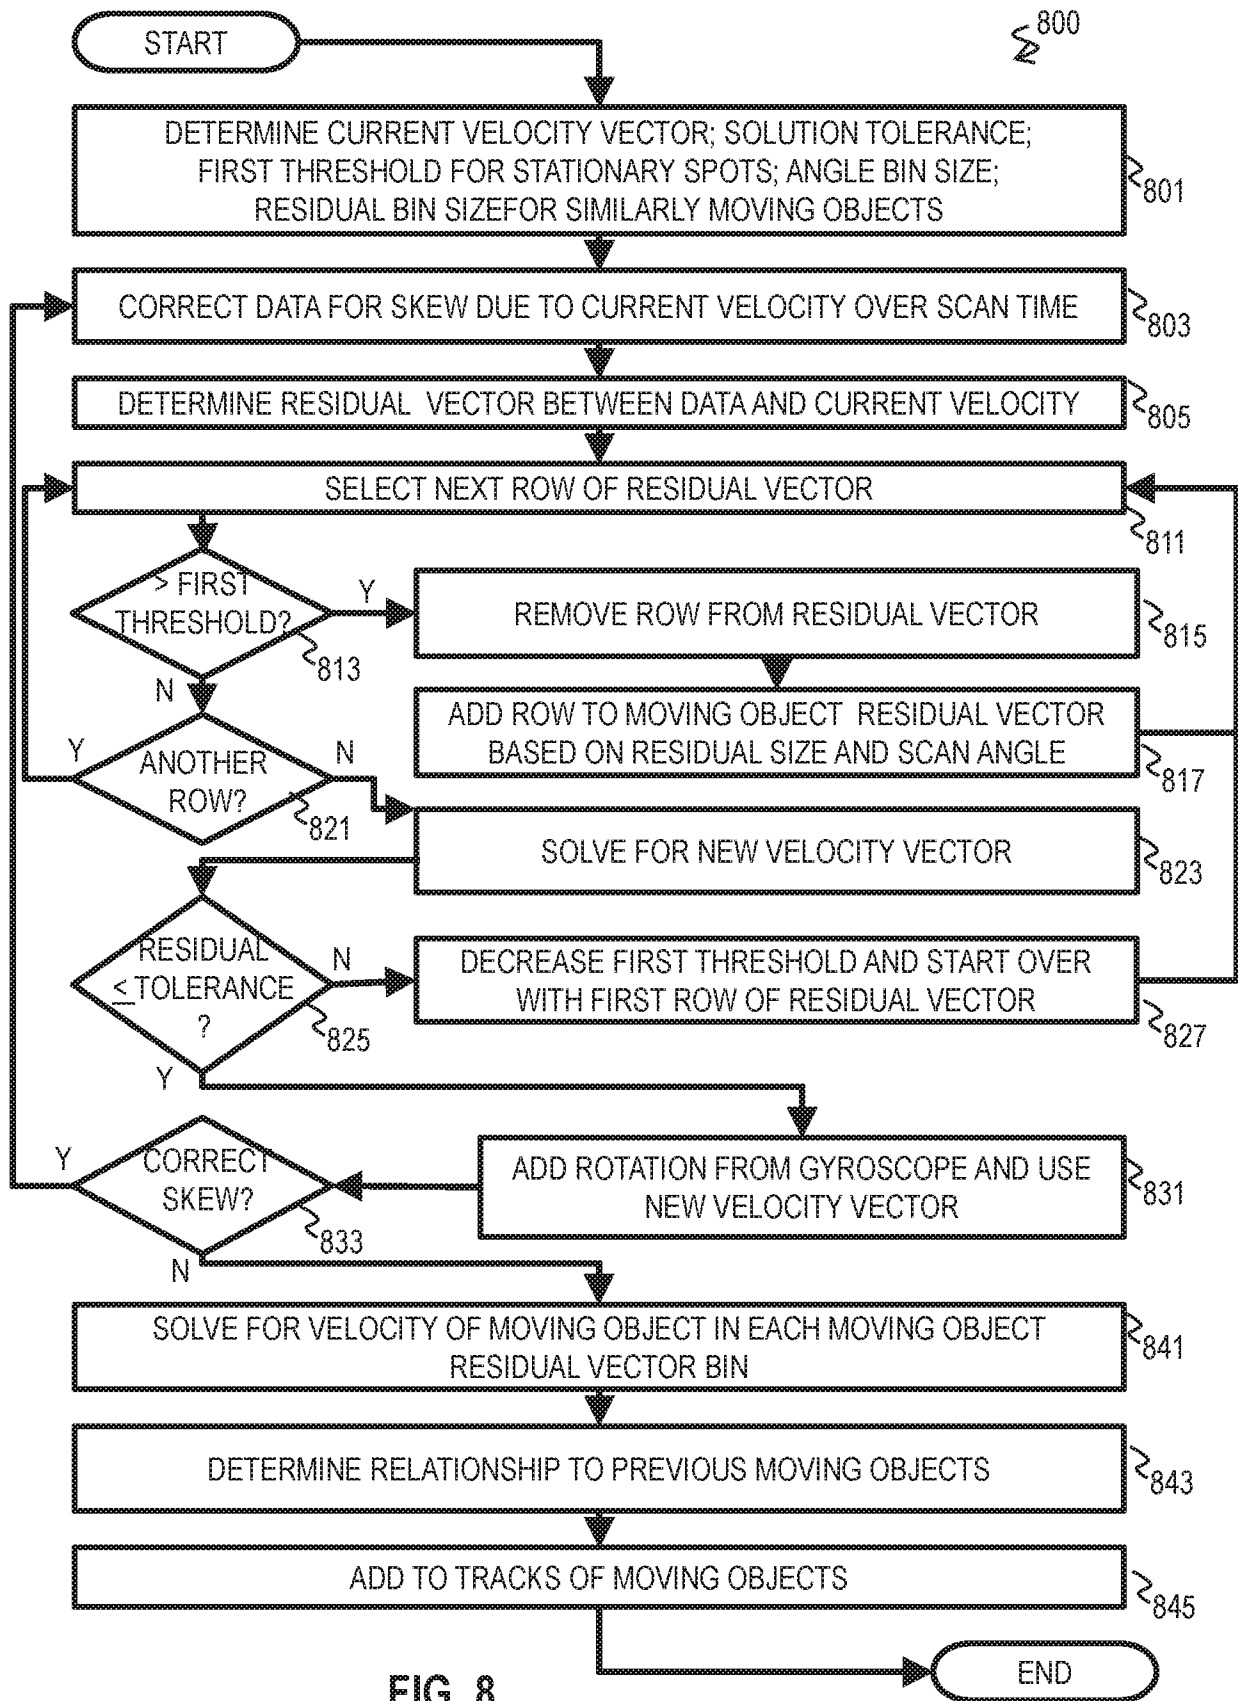 START
800
DETERMINE CURRENT VELOCITY VECTOR; SOLUTION TOLERANCE;
FIRST THRESHOLD FOR STATIONARY SPOTS; ANGLE BIN SIZE;
RESIDUAL BIN SIZEFOR SIMILARLY MOVING OBJECTS
801
CORRECT DATA FOR SKEW DUE TO CURRENT VELOCITY OVER SCAN TIME
803
DETERMINE RESIDUAL VECTOR BETWEEN DATA AND CURRENT VELOCITY
805
SELECT NEXT ROW OF RESIDUAL VECTOR
811
> FIRST
THRESHOLD?
813
Y
N
REMOVE ROW FROM RESIDUAL VECTOR
815
ADD ROW TO MOVING OBJECT RESIDUAL VECTOR
BASED ON RESIDUAL SIZE AND SCAN ANGLE
817
Y
ANOTHER
ROW?
821
N
SOLVE FOR NEW VELOCITY VECTOR
823
RESIDUAL
≤ TOLERANCE
?
825
N
Y
DECREASE FIRST THRESHOLD AND START OVER
WITH FIRST ROW OF RESIDUAL VECTOR
827
ADD ROTATION FROM GYROSCOPE AND USE
NEW VELOCITY VECTOR
831
Y
CORRECT
SKEW?
833
N
SOLVE FOR VELOCITY OF MOVING OBJECT IN EACH MOVING OBJECT
RESIDUAL VECTOR BIN
841
DETERMINE RELATIONSHIP TO PREVIOUS MOVING OBJECTS
843
ADD TO TRACKS OF MOVING OBJECTS
845
END
FIG. 8